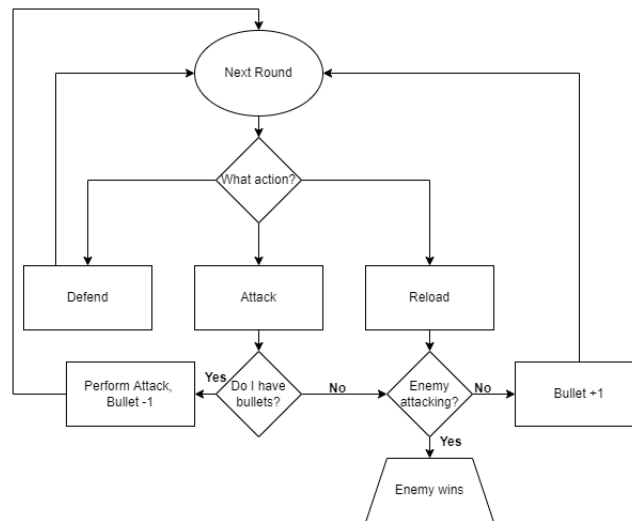 Next Round
What action?
Defend
Attack
Reload
Perform Attack,
Bullet -1
Yes
Do I have
bullets?
No
Enemy
attacking?
No
Bullet +1
Yes
Enemy wins